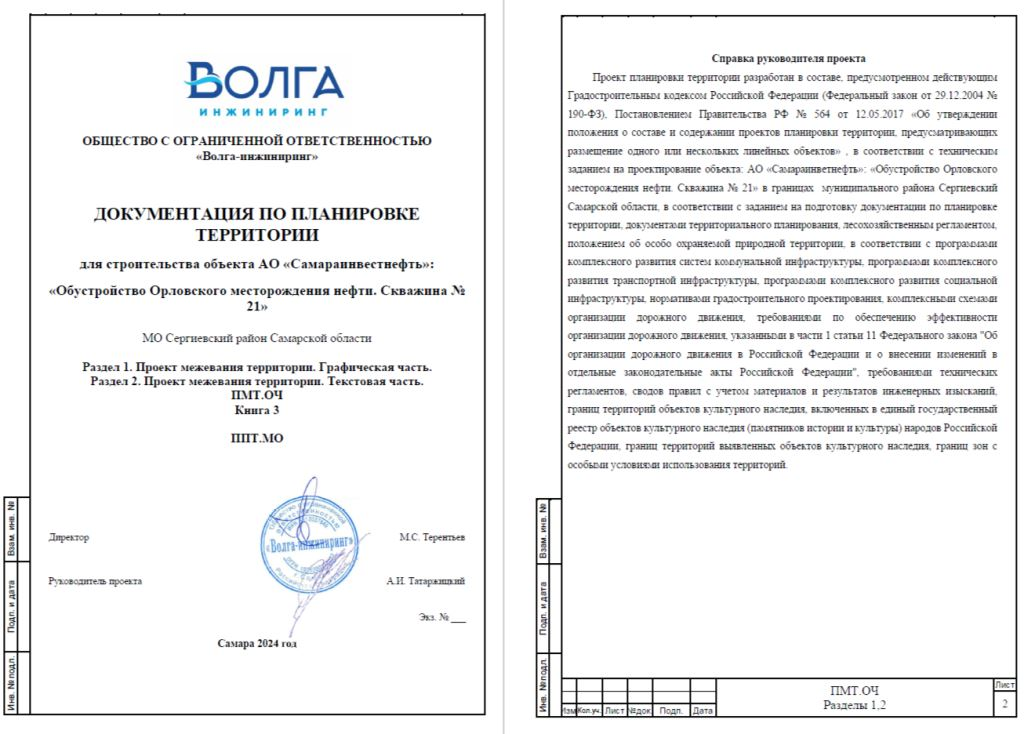 ВОЛГА
ИНЖИНИРИНГ
ОБЩЕСТВО С ОГРАНИЧЕННОЙ ОТВЕТСТВЕННОСТЬЮ
«Волга-инжиниринг»
ДОКУМЕНТАЦИЯ ПО ПЛАНИРОВКЕ
ТЕРРИТОРИИ
для строительства объекта АО «Самараинвестнефть»:
«Обустройство Орловского месторождения нефти. Скважина №
21»
МО Сергиевский район Самарской области
Раздел 1. Проект межевания территории. Графическая часть.
Раздел 2. Проект межевания территории. Текстовая часть.
ПМТ.ОЧ
Книга 3
ППТ.МО
Директор
М.С. Терентьев
«Волга-инжиниринг»
Руководитель проекта
А.И. Татаржицкий
Экз. № ___
Самара 2024 год
Взам. инв. №
Подп. и дата
Инв. № подл.
Справка руководителя проекта
Проект планировки территории разработан в составе, предусмотренном действующим
Градостроительным кодексом Российской Федерации (Федеральный закон от 29.12.2004 №
190-ФЗ), Постановлением Правительства РФ № 564 от 12.05.2017 «Об утверждении
положения о составе и содержании проектов планировки территории, предусматривающих
размещение одного или нескольких линейных объектов» , в соответствии с техническим
заданием на проектирование объекта: АО «Самараинветнефть»: «Обустройство Орловского
месторождения нефти. Скважина № 21» в границах муниципального района Сергиевский
Самарской области, в соответствии с заданием на подготовку документации по планировке
территории, документами территориального планирования, лесохозяйственным регламентом,
положением об особо охраняемой природной территории, в соответствии с программами
комплексного развития систем коммунальной инфраструктуры, программами комплексного
развития транспортной инфраструктуры, программами комплексного развития социальной
инфраструктуры, нормативами градостроительного проектирования, комплексными схемами
организации дорожного движения, требованиями по обеспечению эффективности
организации дорожного движения, указанными в части 1 статьи 11 Федерального закона "Об
организации дорожного движения в Российской Федерации и о внесении изменений в
отдельные законодательные акты Российской Федерации", требованиями технических
регламентов, сводов правил с учетом материалов и результатов инженерных изысканий,
границ территорий объектов культурного наследия, включенных в единый государственный
реестр объектов культурного наследия (памятников истории и культуры) народов Российской
Федерации, границ территорий выявленных объектов культурного наследия, границ зон с
особыми условиями использования территорий.
Взам. инв. №
Подп. и дата
Инв. № подл.
Изм Кол.уч. Лист №док Подп. Дата
ПМТ.ОЧ
Разделы 1,2
Лист
2